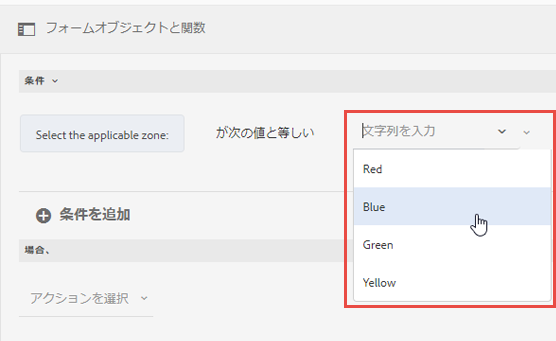 フォームオブジェクトと関数
条件
Select the applicable zone: が次の値と等しい 文字列を入力
Red
Blue
Green
Yellow
条件を追加
場合、
アクションを選択